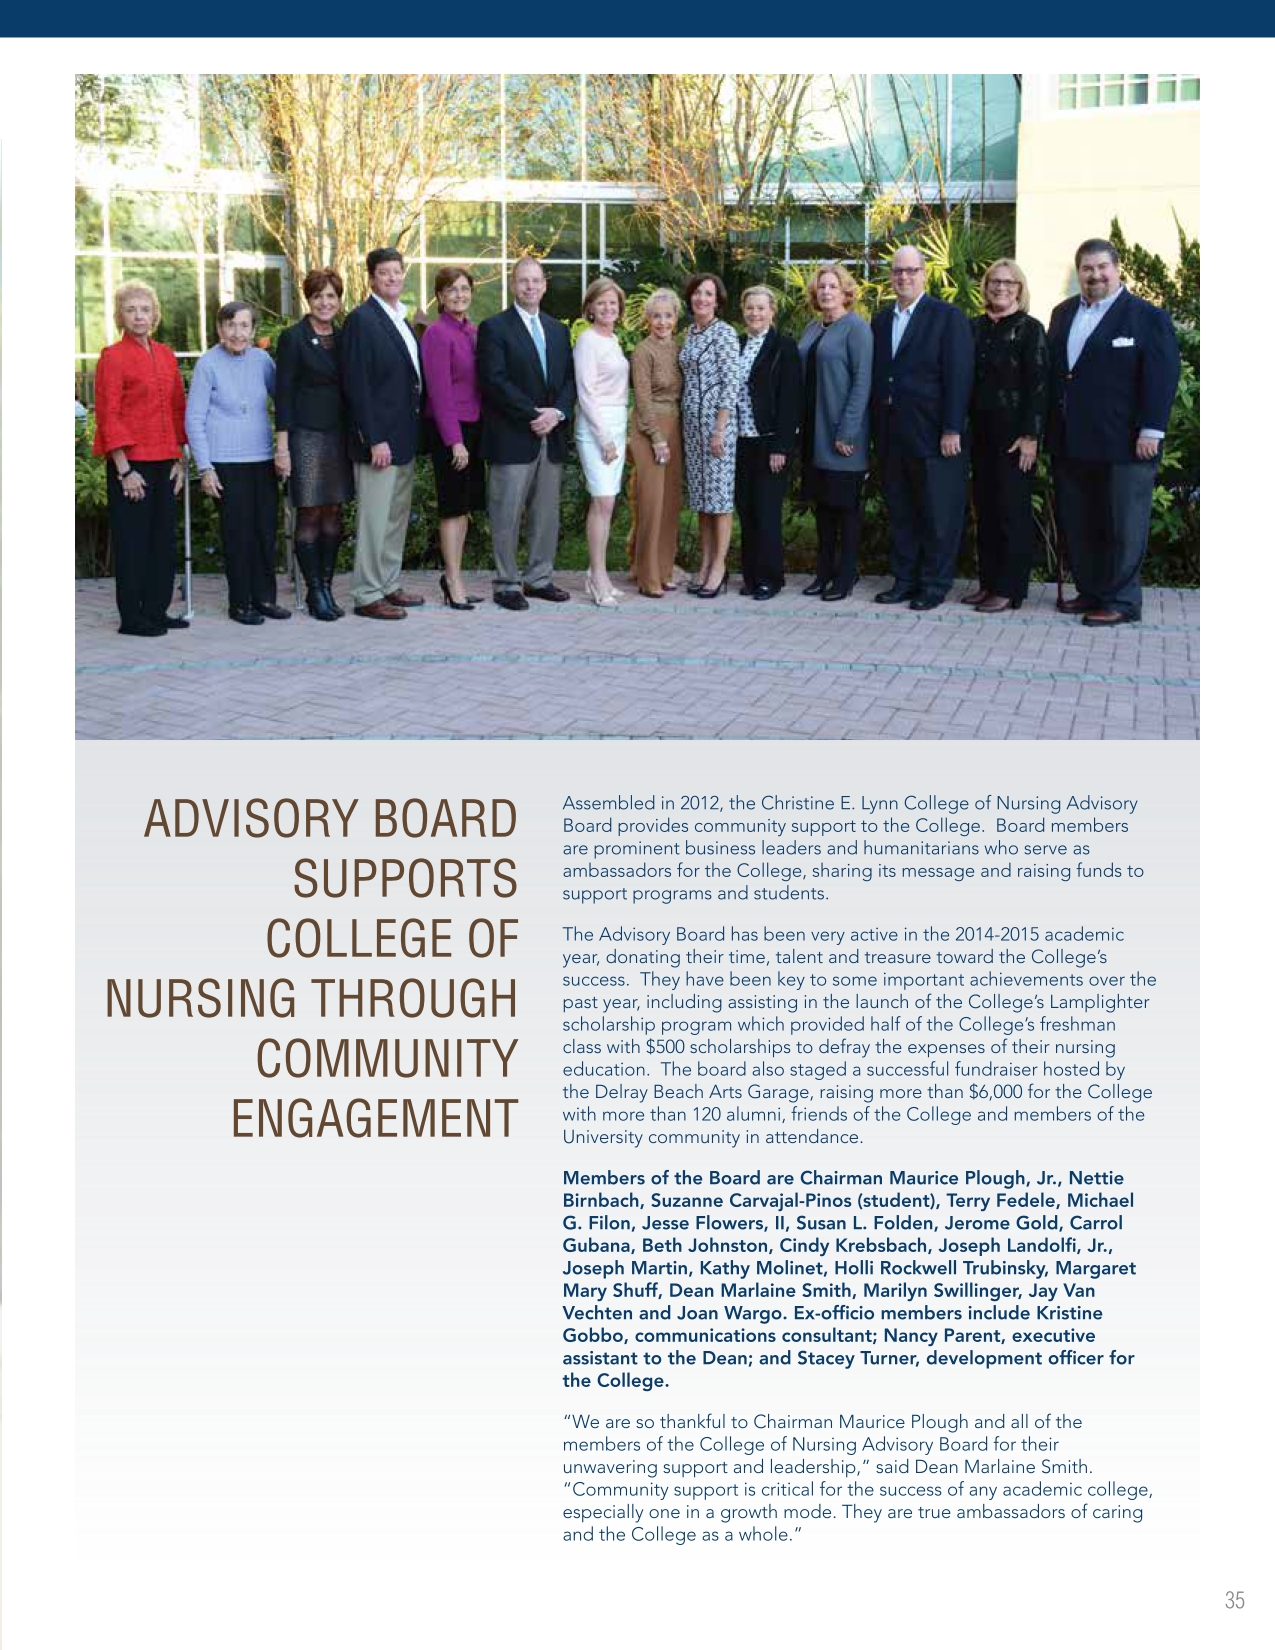 ADVISORY BOARD
SUPPORTS
COLLEGE OF
NURSING THROUGH
COMMUNITY
ENGAGEMENT
Assembled in 2012, the Christine E. Lynn College of Nursing Advisory
Board provides community support to the College.  Board members
are prominent business leaders and humanitarians who serve as
ambassadors for the College, sharing its message and raising funds to
support programs and students.
The Advisory Board has been very active in the 2014-2015 academic
year, donating their time, talent and treasure toward the College’s
success.  They have been key to some important achievements over the
past year, including assisting in the launch of the College’s Lamplighter
scholarship program which provided half of the College’s freshman
class with $500 scholarships to defray the expenses of their nursing
education.  The board also staged a successful fundraiser hosted by
the Delray Beach Arts Garage, raising more than $6,000 for the College
with more than 120 alumni, friends of the College and members of the
University community in attendance.
Members of the Board are Chairman Maurice Plough, Jr., Nettie
Birnbach, Suzanne Carvajal-Pinos (student), Terry Fedele, Michael
G. Filon, Jesse Flowers, II, Susan L. Folden, Jerome Gold, Carrol
Gubana, Beth Johnston, Cindy Krebsbach, Joseph Landolfi, Jr.,
Joseph Martin, Kathy Molinet, Holli Rockwell Trubinsky, Margaret
Mary Shuff, Dean Marlaine Smith, Marilyn Swillinger, Jay Van
Vechten and Joan Wargo. Ex-officio members include Kristine
Gobbo, communications consultant; Nancy Parent, executive
assistant to the Dean; and Stacey Turner, development officer for
the College.
“We are so thankful to Chairman Maurice Plough and all of the
members of the College of Nursing Advisory Board for their
unwavering support and leadership,” said Dean Marlaine Smith.
“Community support is critical for the success of any academic college,
especially one in a growth mode. They are true ambassadors of caring
and the College as a whole.”
35